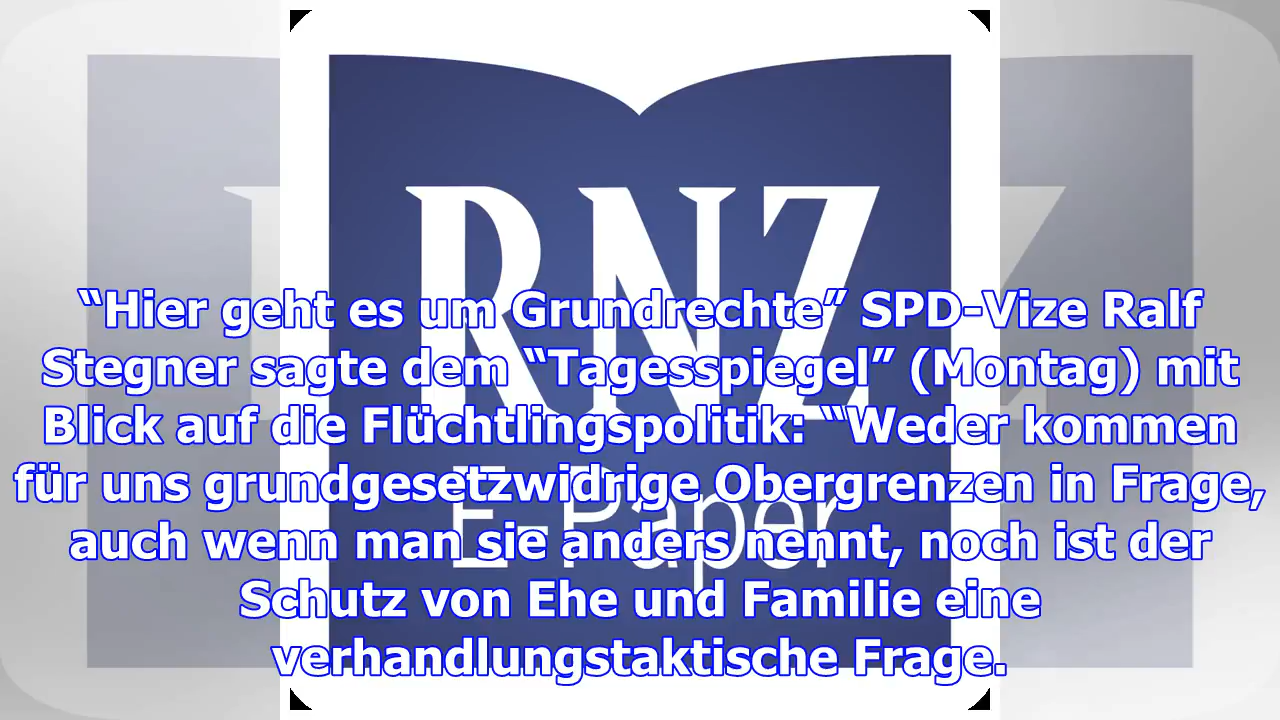 RNZ
“Hier geht es um Grundrechte” SPD-Vize Ralf
Stegner sagte dem “Tagesspiegel” (Montag) mit
Blick auf die Flüchtlingspolitik: “Weder kommen
für uns grundgesetzwidrige Obergrenzen in Frage,
E-Paper
auch wenn man sie anders nennt, noch ist der
Schutz von Ehe und Familie eine
verhandlungstaktische Frage.